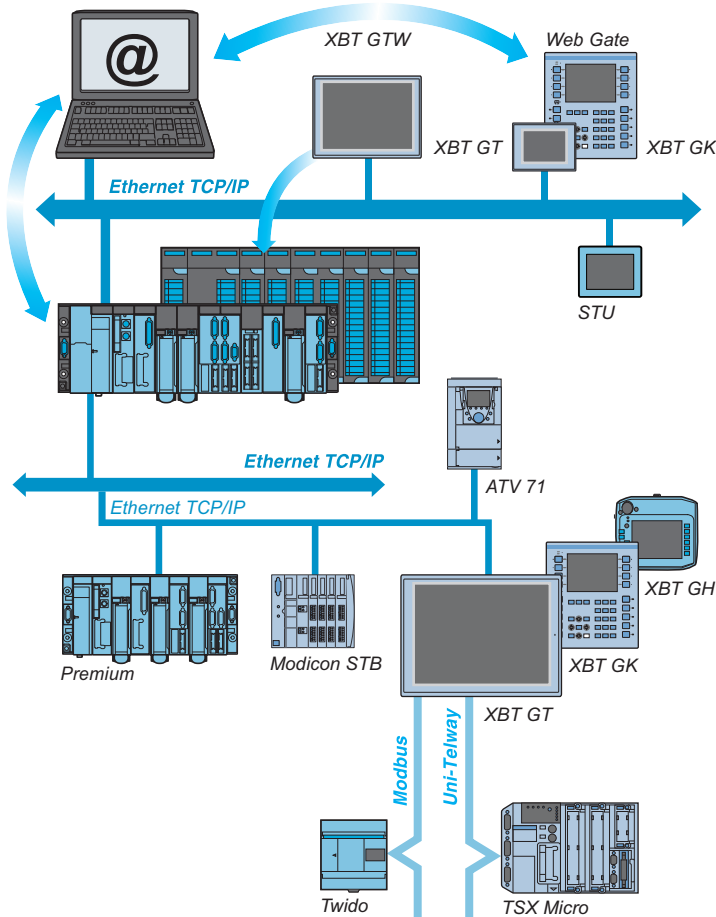 @
XBT GTW
Web Gate
XBT GT
XBT GK
Ethernet TCP/IP
STU
Ethernet TCP/IP
ATV 71
Ethernet TCP/IP
XBT GH
Premium
Modicon STB
XBT GK
XBT GT
Modbus
Uni-Telway
Twido
TSX Micro